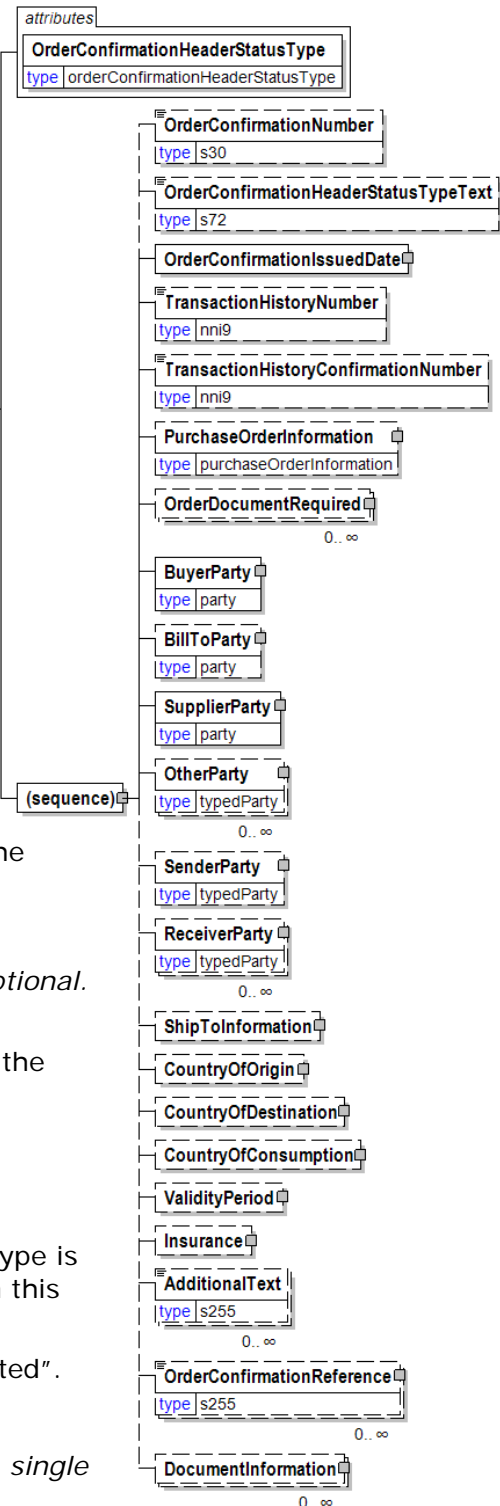 attributes
OrderConfirmationHeaderStatusType
type orderConfirmationHeaderStatusType
OrderConfirmationNumber
type s30
OrderConfirmationHeaderStatusTypeText
type s72
OrderConfirmationIssuedDate
TransactionHistoryNumber
type nni9
TransactionHistoryConfirmationNumber
type nni9
PurchaseOrderInformation
type purchaseOrderInformation
OrderDocumentRequired
0.. ∞
BuyerParty
type party
BillToParty
type party
SupplierParty
type party
OtherParty
type typedParty
(sequence)
0.. ∞
SenderParty
type typedParty
ReceiverParty
type typedParty
ptional.
0.. ∞
ShipToInformation
the
CountryOfOrigin
CountryOfDestination
CountryOfConsumption
ValidityPeriod
Insurance
ype is
AdditionalText
this
type s255
0.. ∞
ted".
OrderConfirmationReference
type s255
0.. ∞
single
DocumentInformation
0.. ∞